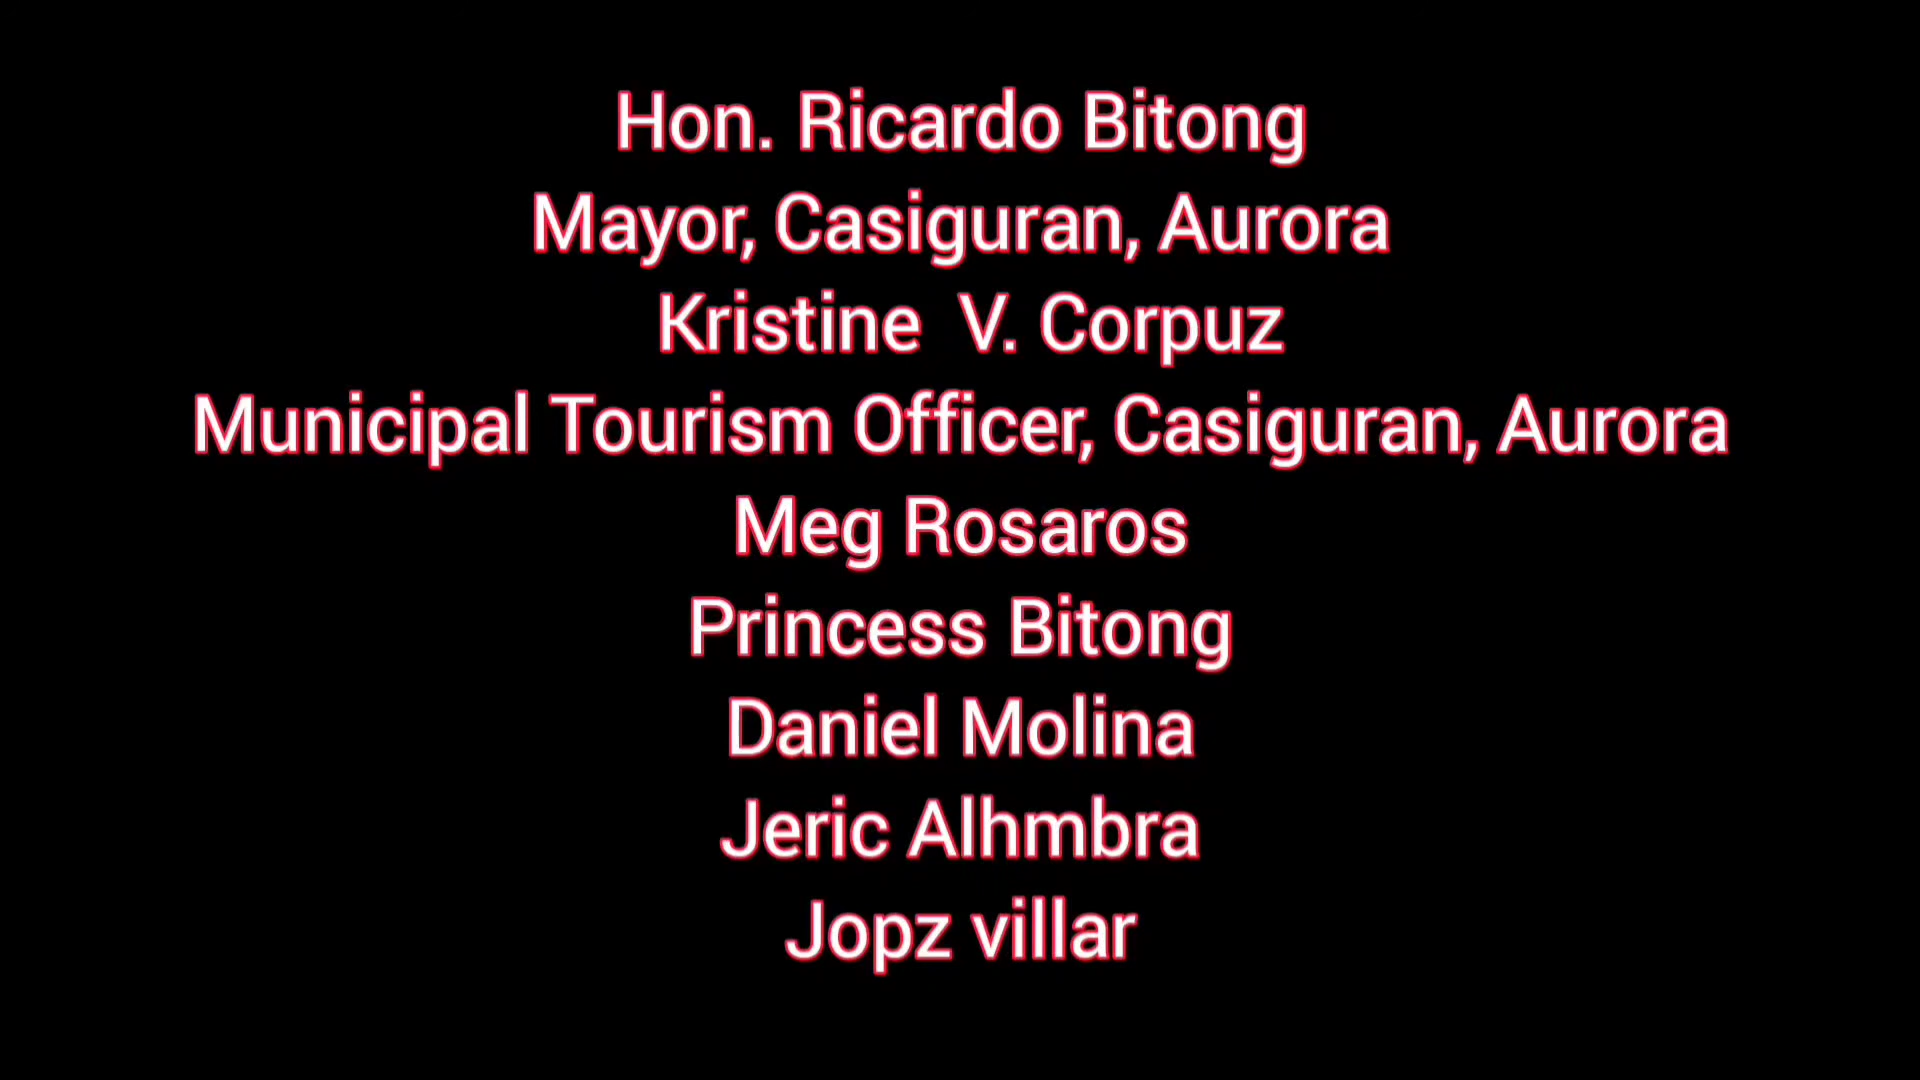 Hon. Ricardo Bitong
Mayor, Casiguran, Aurora
Kristine  V. Corpuz
Municipal Tourism Officer, Casiguran, Aurora
Meg Rosaros
Princess Bitong
Daniel Molina
Jeric Alhmbra
Jopz villar